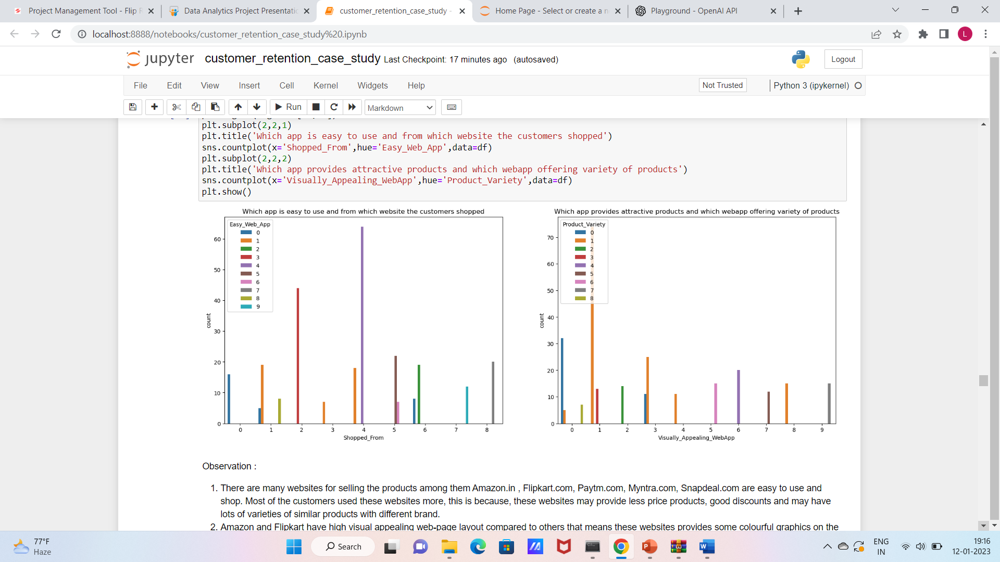 Project Management Tool - Flip R
Data Analytics Project Presentatio
customer_retention_case_study -
Home Page - Select or create a n
Playground - OpenAI API
localhost:8888/notebooks/customer_retention_case_study%20.ipynb
L
jupyter customer_retention_case_study Last Checkpoint: 17 minutes ago (autosaved)
Logout
File Edit View Insert Cell Kernel Widgets Help
Not Trusted
Python 3 (ipykernel)
Run
Markdown
plt.subplot(2,2,1)
plt.title('Which app is easy to use and from which website the customers shopped')
sns.countplot(x='Shopped_From',hue='Easy_Web_App',data=df)
plt.subplot(2,2,2)
plt.title('Which app provides attractive products and which webapp offering variety of products')
sns.countplot(x='Visually_Appealing_WebApp',hue='Product_Variety',data=df)
plt.show()
Which app is easy to use and from which website the customers shopped
Easy_Web_App
0
1
2
3
4
5
6
7
8
9
60
50
40
30
20
10
0
count
0 1 2 3 4 5 6 7 8
Shopped_From
Which app provides attractive products and which webapp offering variety of products
Product_Variety
0
1
2
3
4
5
6
7
8
70
60
50
40
30
20
10
0
count
0 1 2 3 4 5 6 7 8 9
Visually_Appealing_WebApp
Observation :
1. There are many websites for selling the products among them Amazon.in , Flipkart.com, Paytm.com, Myntra.com, Snapdeal.com are easy to use and
shop. Most of the customers used these websites more, this is because, these websites may provide less price products, good discounts and may have
lots of varieties of similar products with different brand.
2. Amazon and Flipkart have high visual appealing web-page layout compared to others that means these websites provides some colourful graphics on the
77°F
Haze
Search
ENG
IN
19:16
12-01-2023